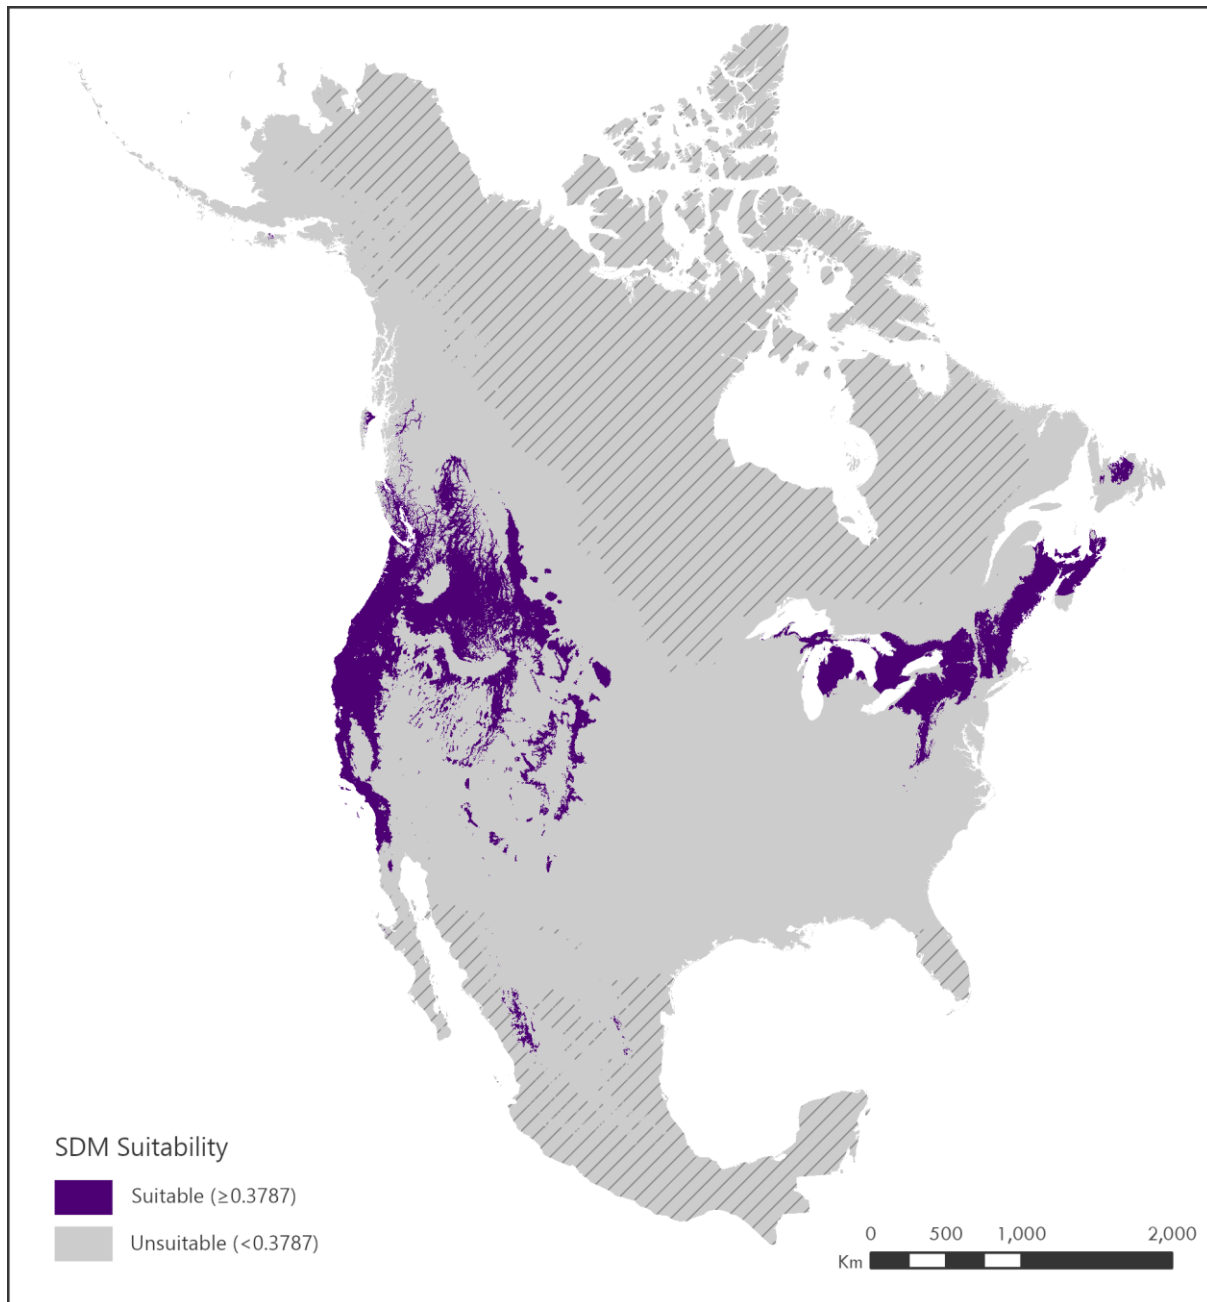 SDM Suitability
Suitable (≥0.3787)
Unsuitable (<0.3787)
0 500 1,000 2,000
Km